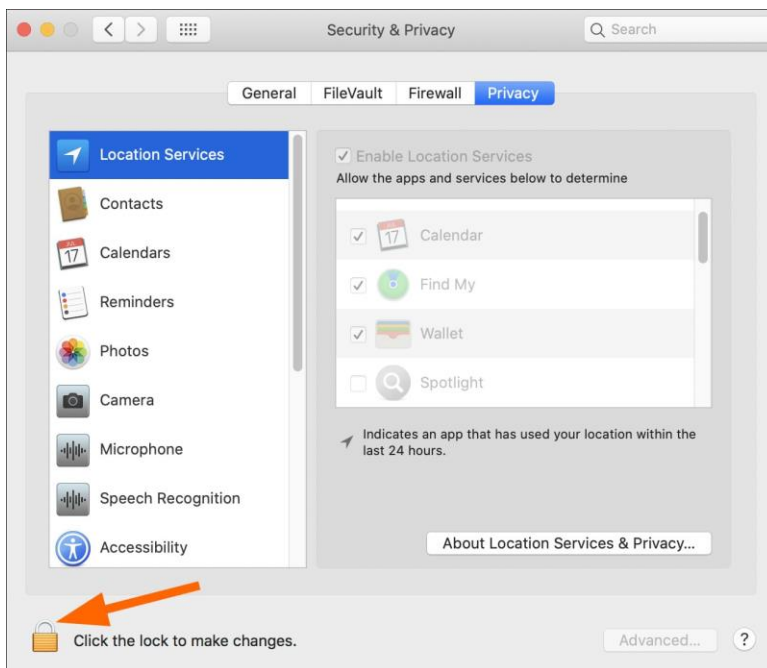 Security & Privacy
Search
General
FileVault
Firewall
Privacy
Location Services
Contacts
Calendars
Reminders
Photos
Camera
Microphone
Speech Recognition
Accessibility
Enable Location Services
Allow the apps and services below to determine
Calendar
Find My
Wallet
Spotlight
Indicates an app that has used your location within the
last 24 hours.
About Location Services & Privacy...
Click the lock to make changes.
Advanced...
?